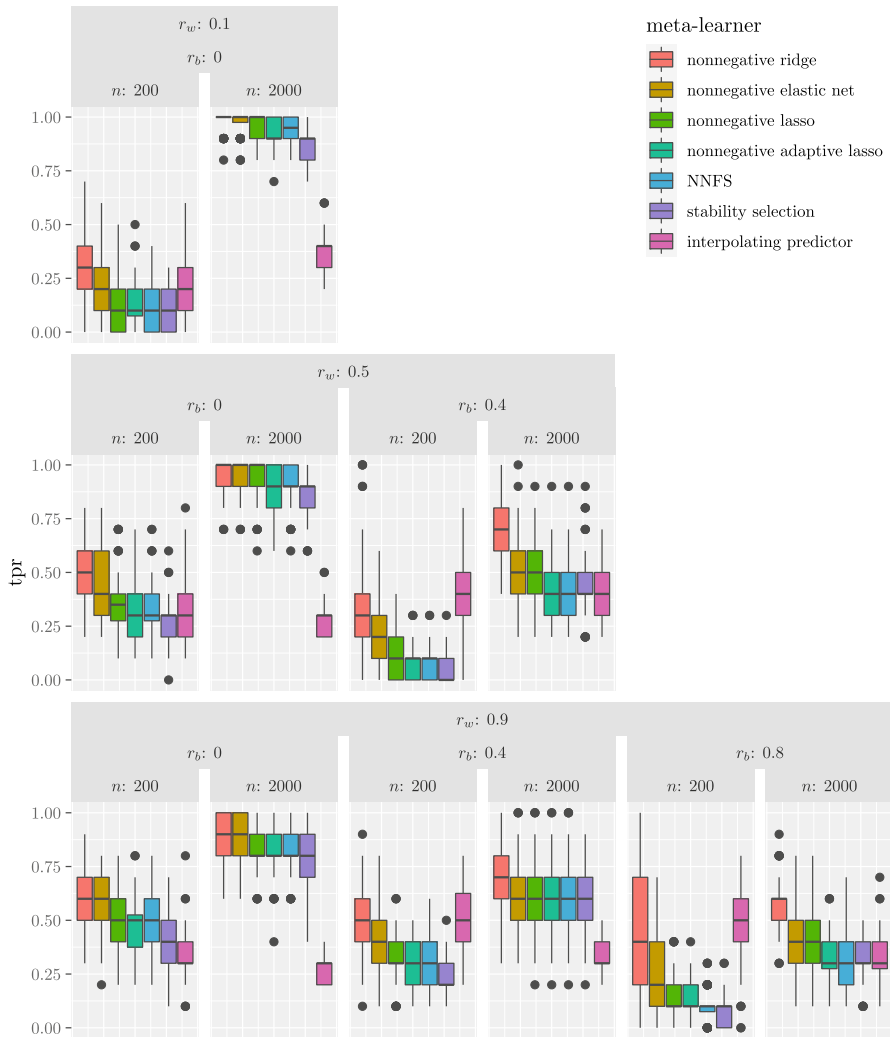 r_w: 0.1
r_b: 0
n: 200
n: 2000
1.00
0.75
0.50
0.25
0.00
meta-learner
nonnegative ridge
nonnegative elastic net
nonnegative lasso
nonnegative adaptive lasso
NNFS
stability selection
interpolating predictor
tpr
r_w: 0.5
r_b: 0
r_b: 0.4
n: 200
n: 2000
n: 200
n: 2000
1.00
0.75
0.50
0.25
0.00
r_w: 0.9
r_b: 0
r_b: 0.4
r_b: 0.8
n: 200
n: 2000
n: 200
n: 2000
n: 200
n: 2000
1.00
0.75
0.50
0.25
0.00